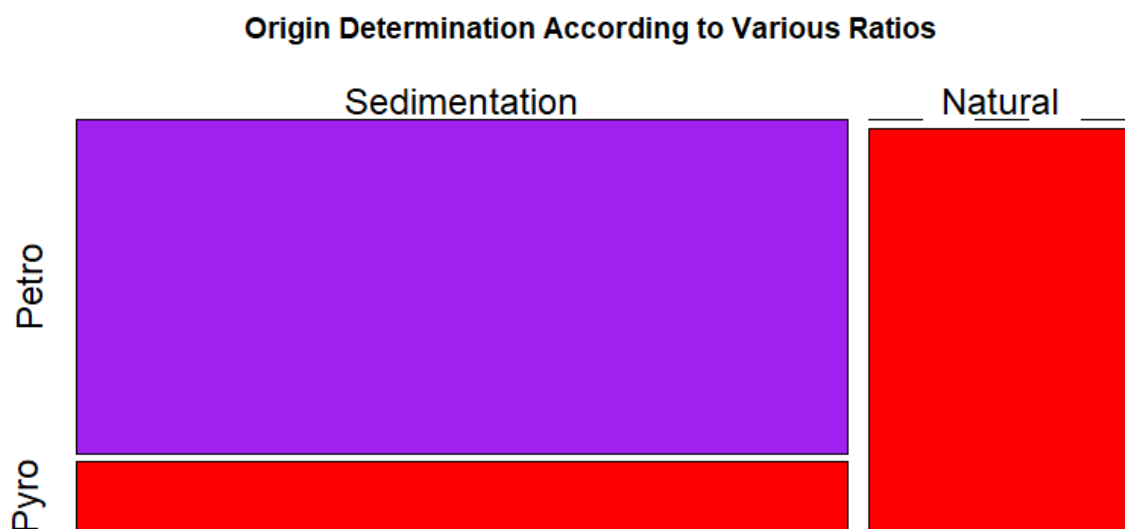 Origin Determination According to Various Ratios
Sedimentation
Natural
Petro
Pyro